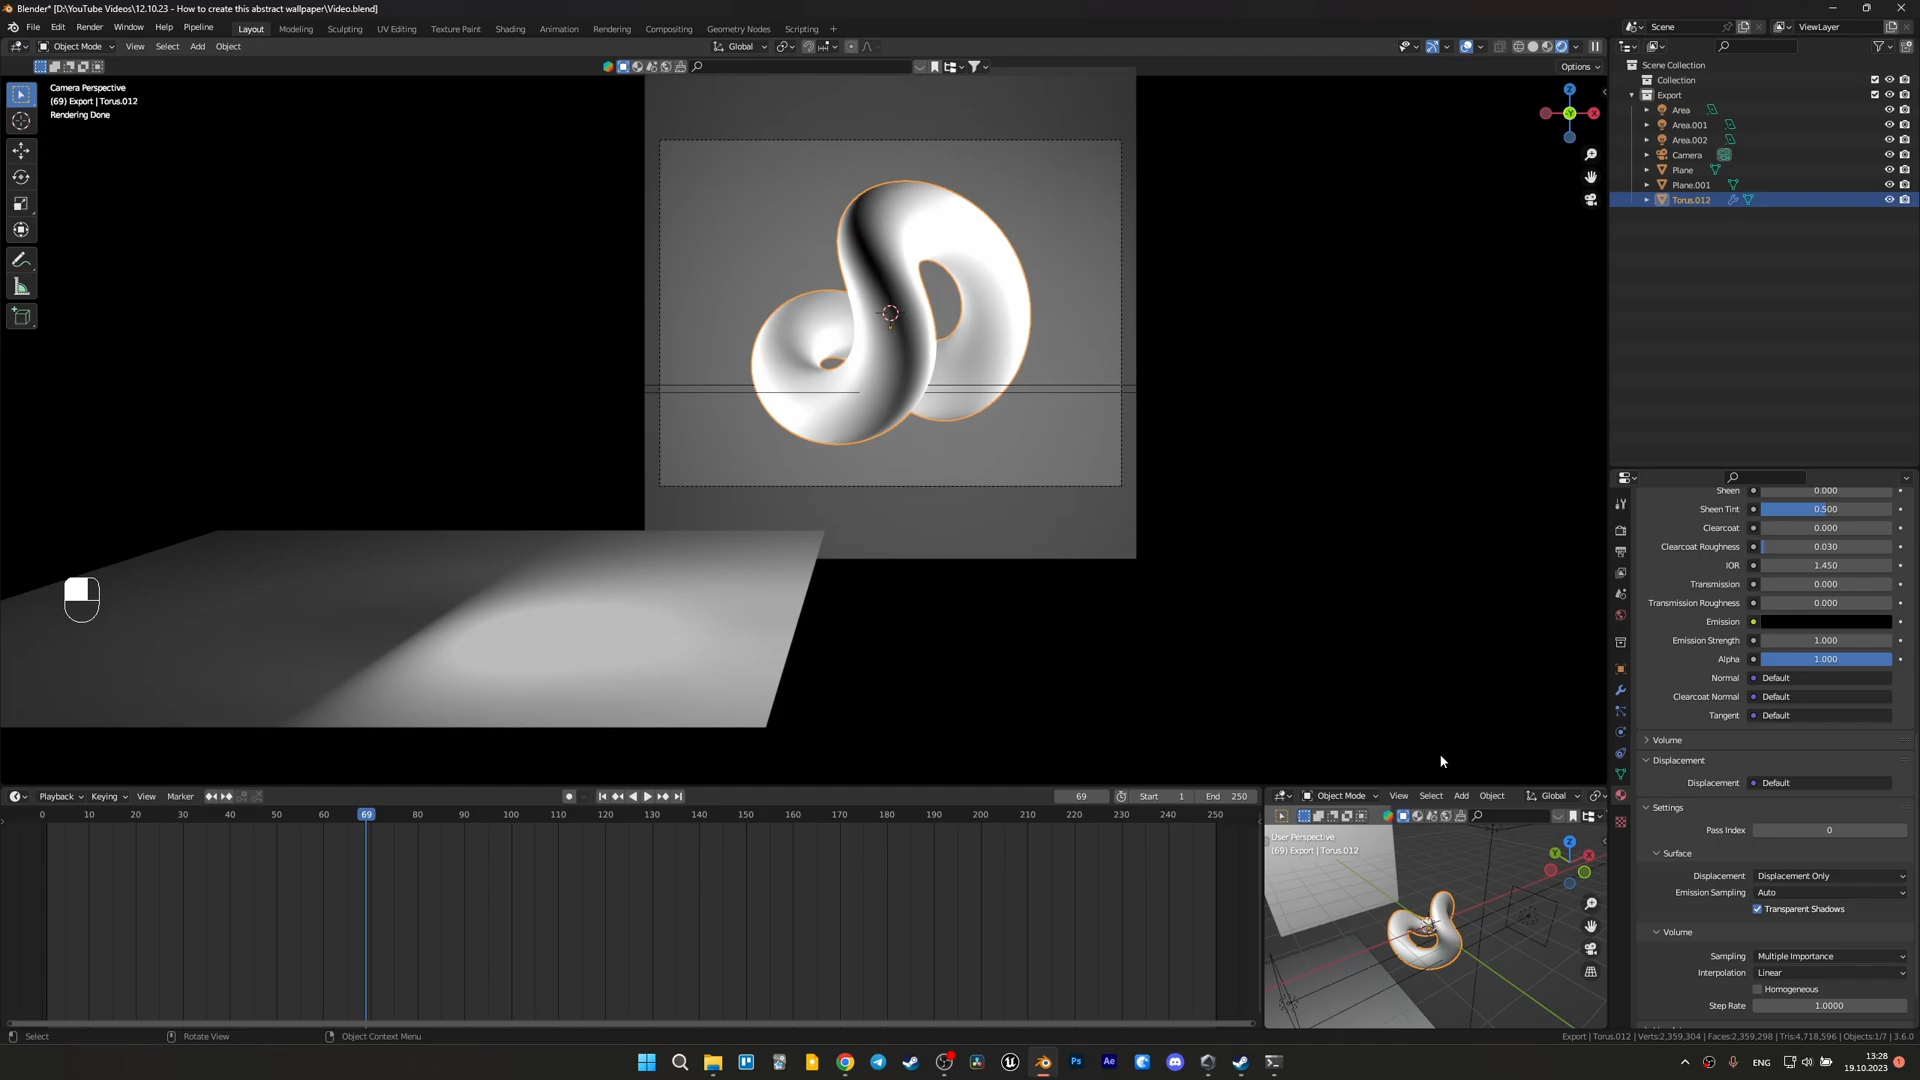 Blender* [D:\YouTube Videos\12.10.23 - How to create this abstract wallpaper\Video.blend]
File Edit Render Window Help Pipeline Layout Modeling Sculpting UV Editing Texture Paint Shading Animation Rendering Compositing Geometry Nodes Scripting + Scene ViewLayer
Object Mode View Select Add Object Global
Options
Camera Perspective
(69) Export | Torus.012
Rendering Done
Z
Y
X
Scene Collection
Collection
Export
Area
Area.001
Area.002
Camera
Plane
Plane.001
Torus.012
Sheen 0.000
Sheen Tint 0.500
Clearcoat 0.000
Clearcoat Roughness 0.030
IOR 1.450
Transmission 0.000
Transmission Roughness 0.000
Emission
Emission Strength 1.000
Alpha 1.000
Normal Default
Clearcoat Normal Default
Tangent Default
Volume
Displacement
Displacement Default
Settings
Pass Index 0
Surface
Displacement Displacement Only
Emission Sampling Auto
Transparent Shadows
Volume
Sampling Multiple Importance
Interpolation Linear
Homogeneous
Step Rate 1.0000
Playback Keying View Marker 69 Start 1 End 250
0 10 20 30 40 50 60 69 80 90 100 110 120 130 140 150 160 170 180 190 200 210 220 230 240 250
Object Mode View Select Add Object Global
User Perspective
(69) Export | Torus.012
Z
Y
X
Select Rotate View Object Context Menu
Export | Torus.012 | Verts:2,359,304 | Faces:2,359,298 | Tris:4,718,596 | Objects:1/7 | 3.6.0
Ps Ae
ENG
13:28
19.10.2023
1